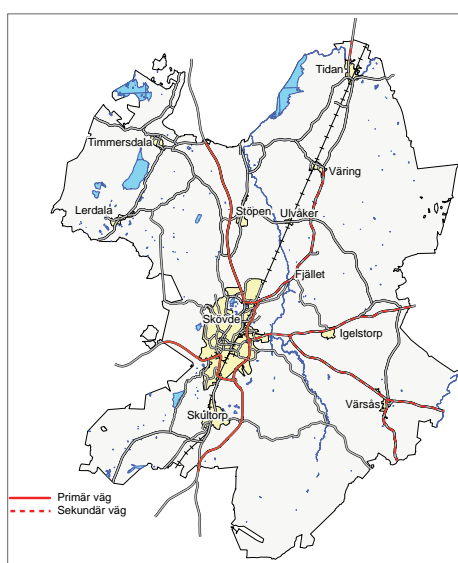 Tidan
Timmersdala
Väring
Lerdala
Stöpen
Ulvåker
Fjället
Skövde
Igelstorp
Värsås
Skultorp
Primär väg
Sekundär väg